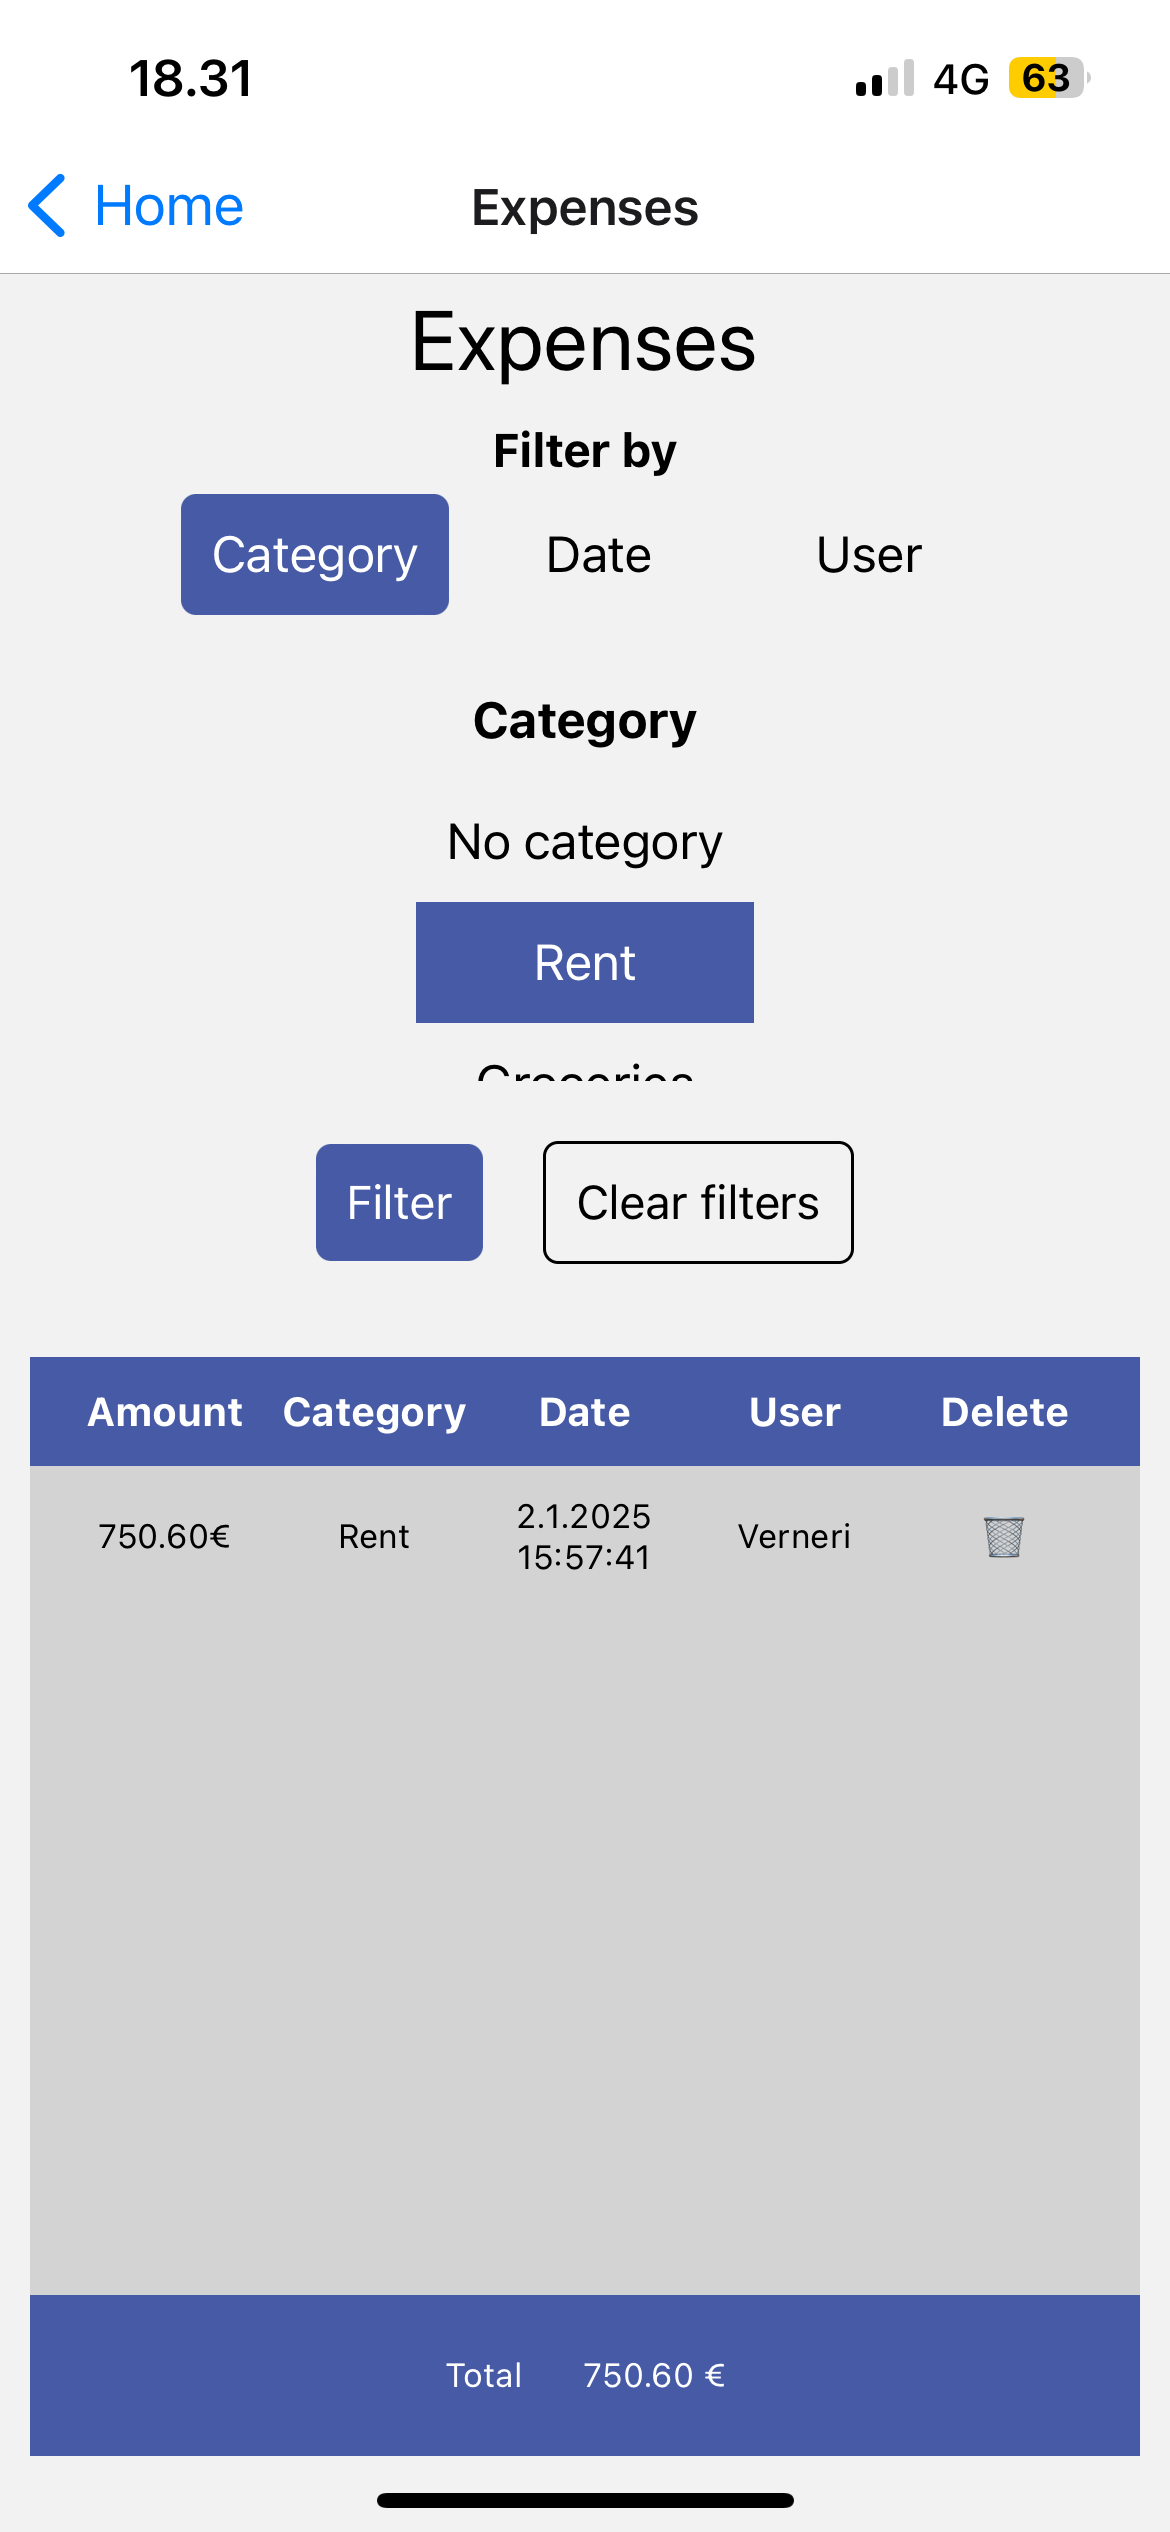 18.31 4G 63
Home Expenses
Expenses
Filter by
Category Date User
Category
No category
Rent
Groceries
Filter Clear filters
Amount Category Date User Delete
750.60€ Rent 2.1.2025 15:57:41 Verneri
Total 750.60 €